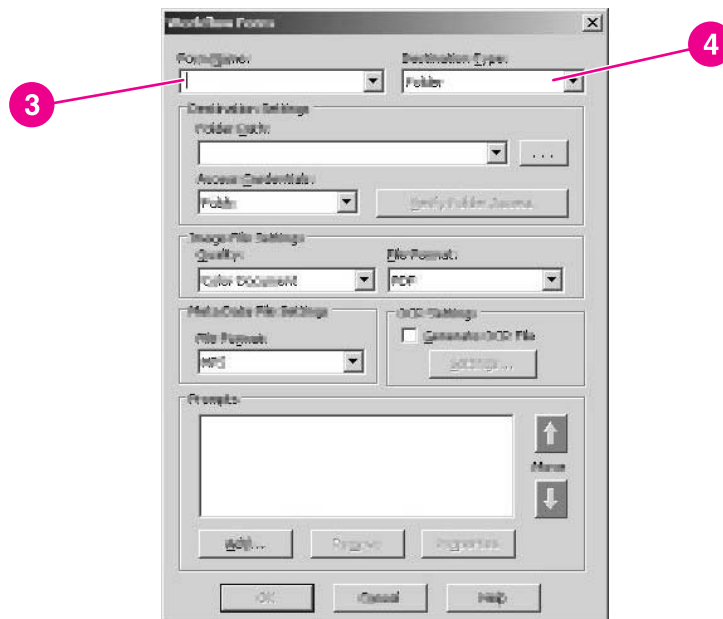 Workflow Form
Form Name:
Destination Type:
4
Folder
3
Destination Settings
Folder Path:
...
Access Credentials:
Public
Verify Folder Access
Image File Settings
Quality:
File Format:
Color Document
PDF
MetaData File Settings
OCR Settings
File Format:
Generate OCR File
HPS
Settings...
Prompts
Move
Add...
Remove
Properties
OK
Cancel
Help